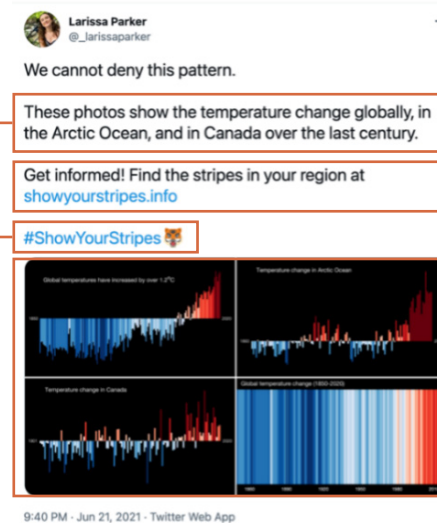 Larissa Parker
@_larissaparker
We cannot deny this pattern.
These photos show the temperature change globally, in
the Arctic Ocean, and in Canada over the last century.
Get informed! Find the stripes in your region at
showyourstripes.info
#ShowYourStripes
Global temperatures have increased by over 1.2°C
Temperature change in Arctic Ocean
Temperature change in Canada
Global temperature change (1850-2020)
9:40 PM · Jun 21, 2021 · Twitter Web App